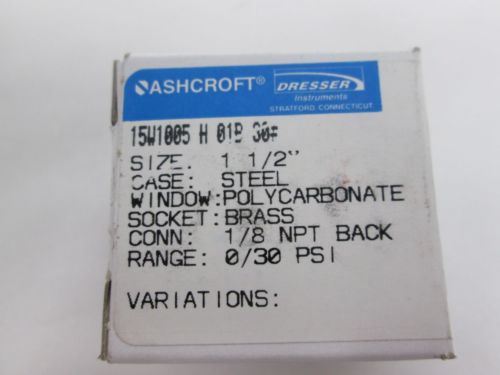 ASHCROFT® DRESSER
Instruments
STRATFORD, CONNECTICUT.
15W1005 H 01B 30#
SIZE. 1 1/2"
CASE: STEEL
WINDOW:POLYCARBONATE
SOCKET:BRASS
CONN: 1/8 NPT BACK
RANGE: 0/30 PSI
VARIATIONS: